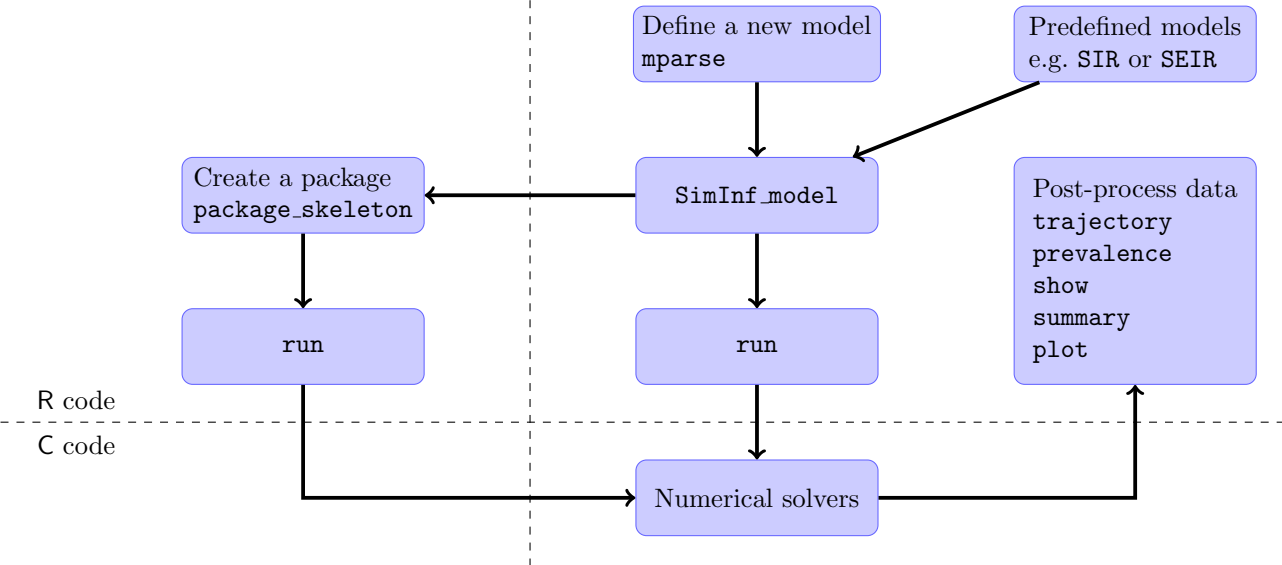 Define a new model
mparse
Predefined models
e.g. SIR or SEIR
Create a package
package_skeleton
SimInf_model
Post-process data
trajectory
prevalence
show
summary
plot
run
run
R code
C code
Numerical solvers